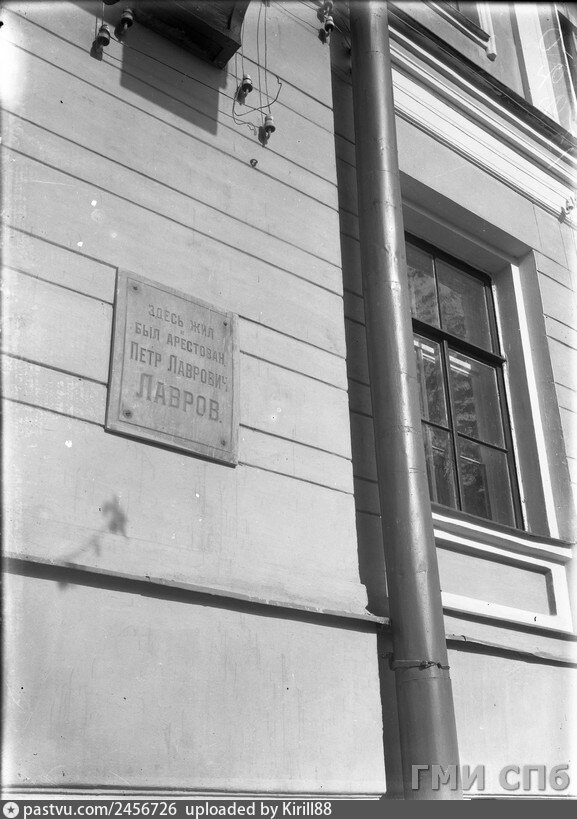 ЗДЕСЬ ЖИЛ
И
БЫЛ АРЕСТОВАН
ПЕТР ЛАВРОВИЧ
ЛАВРОВ.
ГМИ СПб
pastvu.com/2456726 uploaded by Kirill88